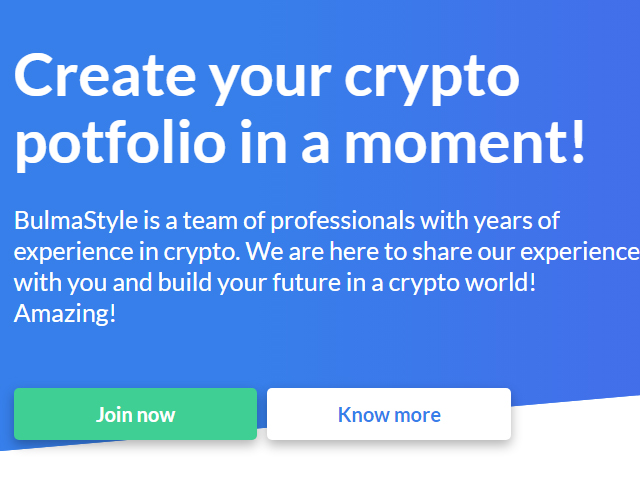 Create your crypto
potfolio in a moment!
BulmaStyle is a team of professionals with years of
experience in crypto. We are here to share our experience
with you and build your future in a crypto world!
Amazing!
Join now
Know more